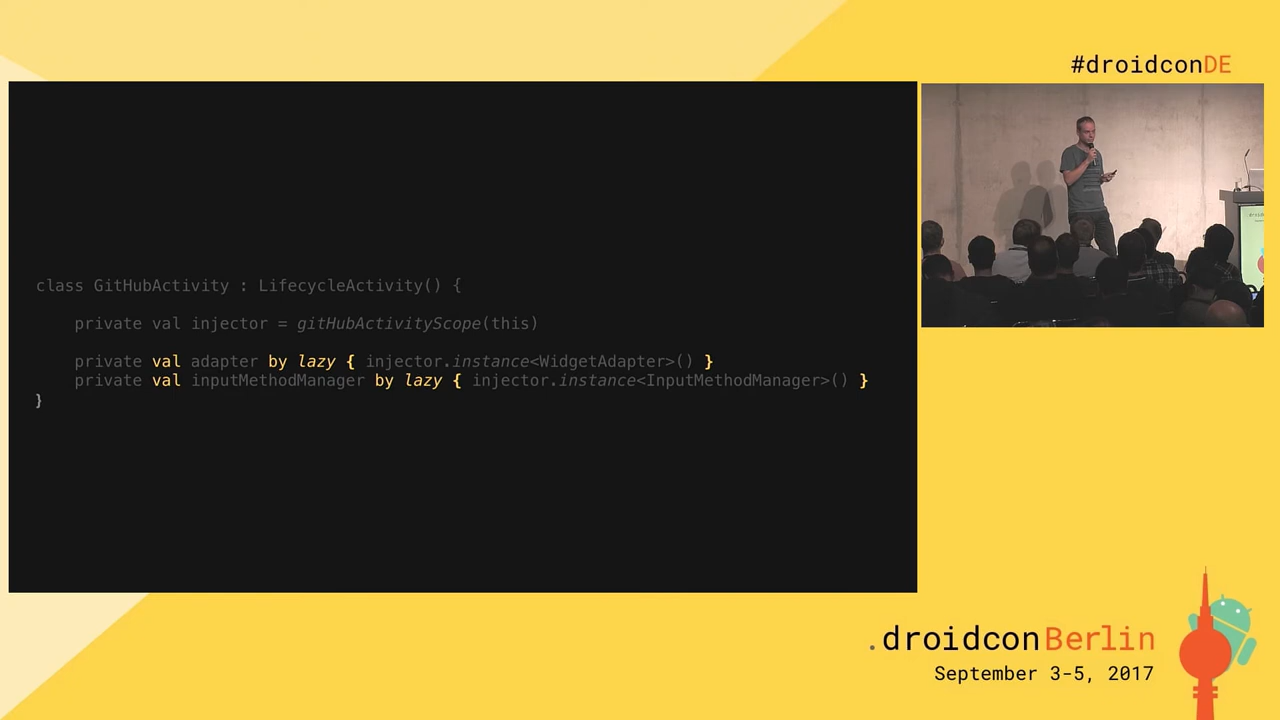 #droidconDE
class GitHubActivity : LifecycleActivity() {
private val injector = gitHubActivityScope(this)
private val adapter by lazy { injector.instance<WidgetAdapter>() }
private val inputMethodManager by lazy { injector.instance<InputMethodManager>() }
}
.droidconBerlin
September 3-5, 2017